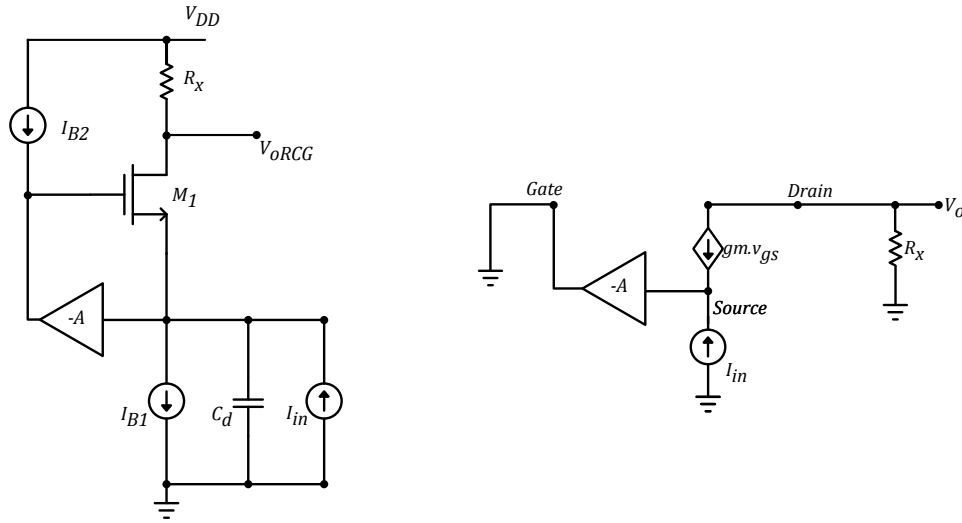 V_DD
R_x
I_B2
V_oRCG
M_1
-A
I_B1
C_d
I_in
Gate
Drain
V_o
gm.v_gs
R_x
-A
Source
I_in